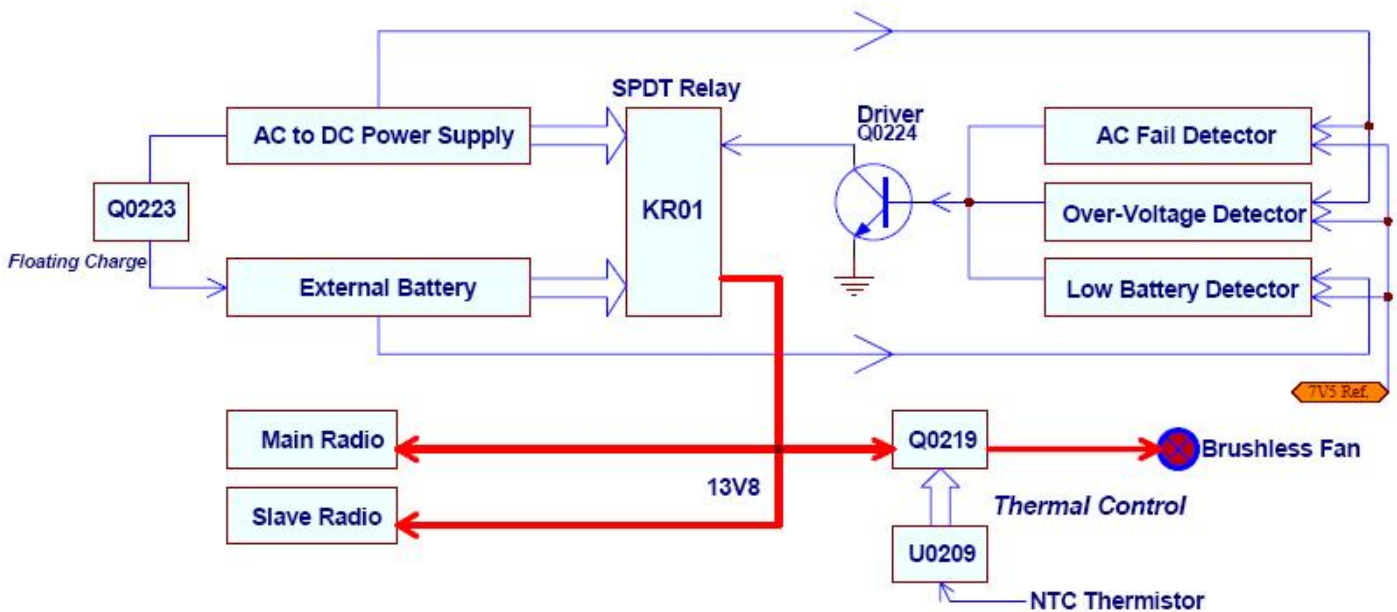 SPDT Relay
Driver
Q0224
AC to DC Power Supply
AC Fail Detector
Q0223
KR01
Over-Voltage Detector
Floating Charge
External Battery
Low Battery Detector
7V5 Ref.
Main Radio
Q0219
Brushless Fan
13V8
Thermal Control
Slave Radio
U0209
NTC Thermistor